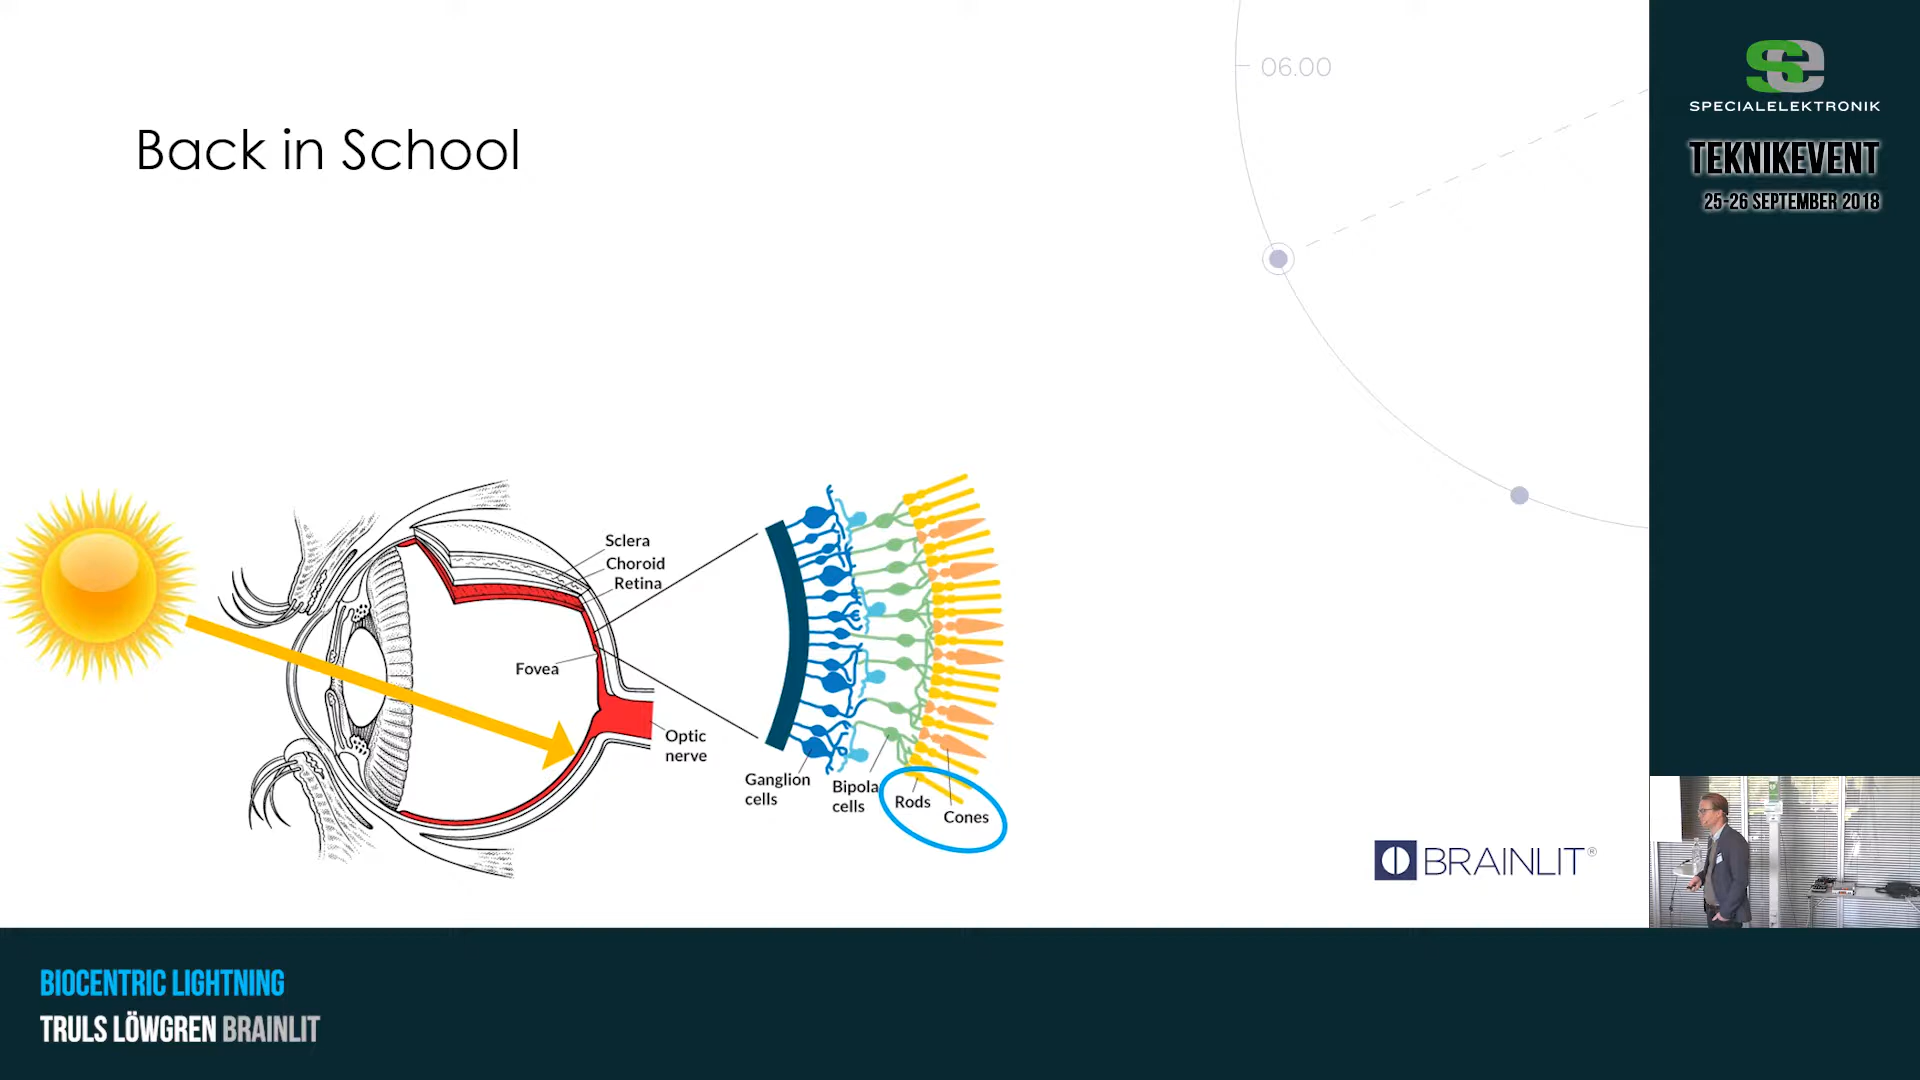 06.00
Back in School
SPECIALELEKTRONIK
TEKNIKEVENT
25-26 SEPTEMBER 2018
Sclera
Choroid
Retina
Fovea
Optic
nerve
Ganglion
cells
Bipola
cells
Rods
Cones
BRAINLIT®
BIOCENTRIC LIGHTNING
TRULS LÖWGREN BRAINLIT